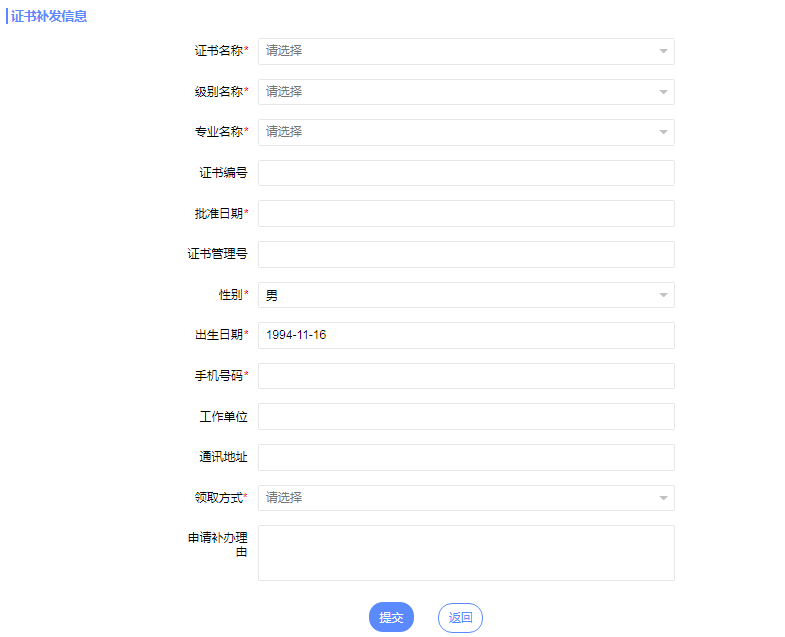 证书补发信息
证书名称* 请选择
级别名称* 请选择
专业名称* 请选择
证书编号
批准日期*
证书管理号
性别* 男
出生日期* 1994-11-16
手机号码*
工作单位
通讯地址
领取方式* 请选择
申请补办理
由
提交 返回